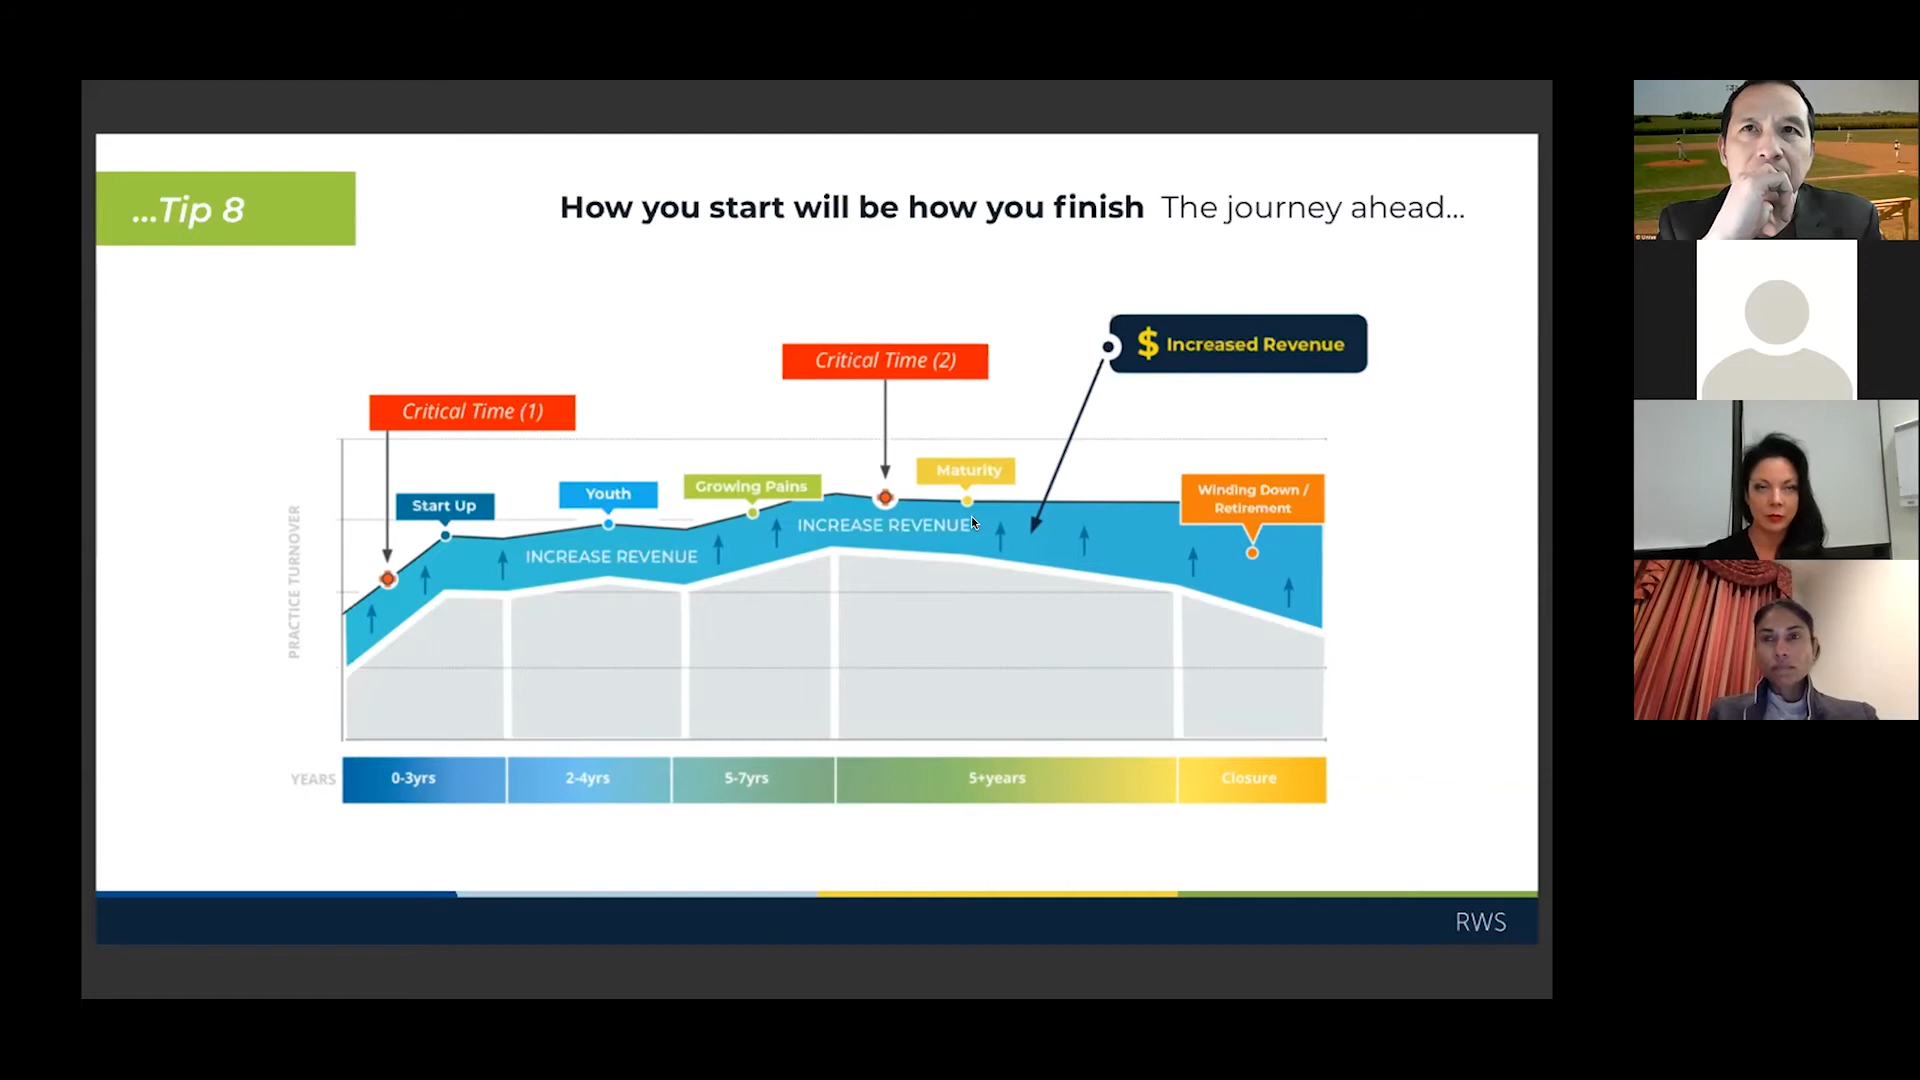 ...Tip 8
How you start will be how you finish The journey ahead...
$ Increased Revenue
Critical Time (2)
Critical Time (1)
Maturity
Growing Pains
Youth
Start Up
Winding Down /
Retirement
INCREASE REVENUE
INCREASE REVENUE
PRACTICE TURNOVER
YEARS
0-3yrs
2-4yrs
5-7yrs
5+years
Closure
RWS